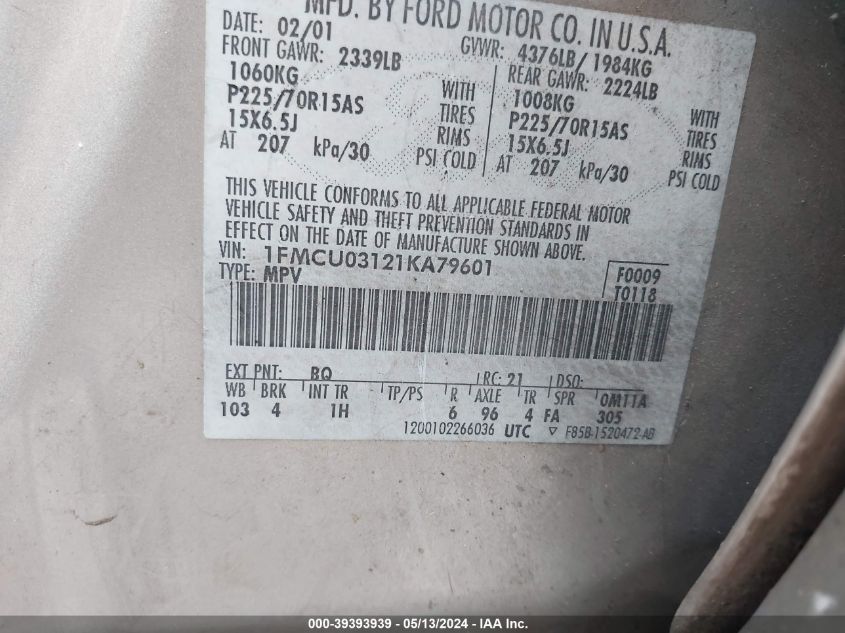 MFD. BY FORD MOTOR CO. IN U.S.A.
DATE: 02/01 GVWR: 4376LB/ 1984KG
FRONT GAWR: 2339LB REAR GAWR: 2224LB
1060KG WITH 1008KG WITH
P225/70R15AS TIRES P225/70R15AS TIRES
15X6.5J RIMS 15X6.5J RIMS
AT 207 kPa/30 PSI COLD AT 207 kPa/30 PSI COLD
THIS VEHICLE CONFORMS TO ALL APPLICABLE FEDERAL MOTOR
VEHICLE SAFETY AND THEFT PREVENTION STANDARDS IN
EFFECT ON THE DATE OF MANUFACTURE SHOWN ABOVE.
VIN: 1FMCU03121KA79601
TYPE: MPV
F0009
T0118
EXT PNT: BQ RC: 21 DSO:
WB BRK INT TR TP/PS R AXLE TR SPR 0M11A
103 4 1H 6 96 4 FA 305
1200102266036 UTC ▽ F85B-1520472-AB
000-39393939 / 05/13/2024 - IAA Inc.